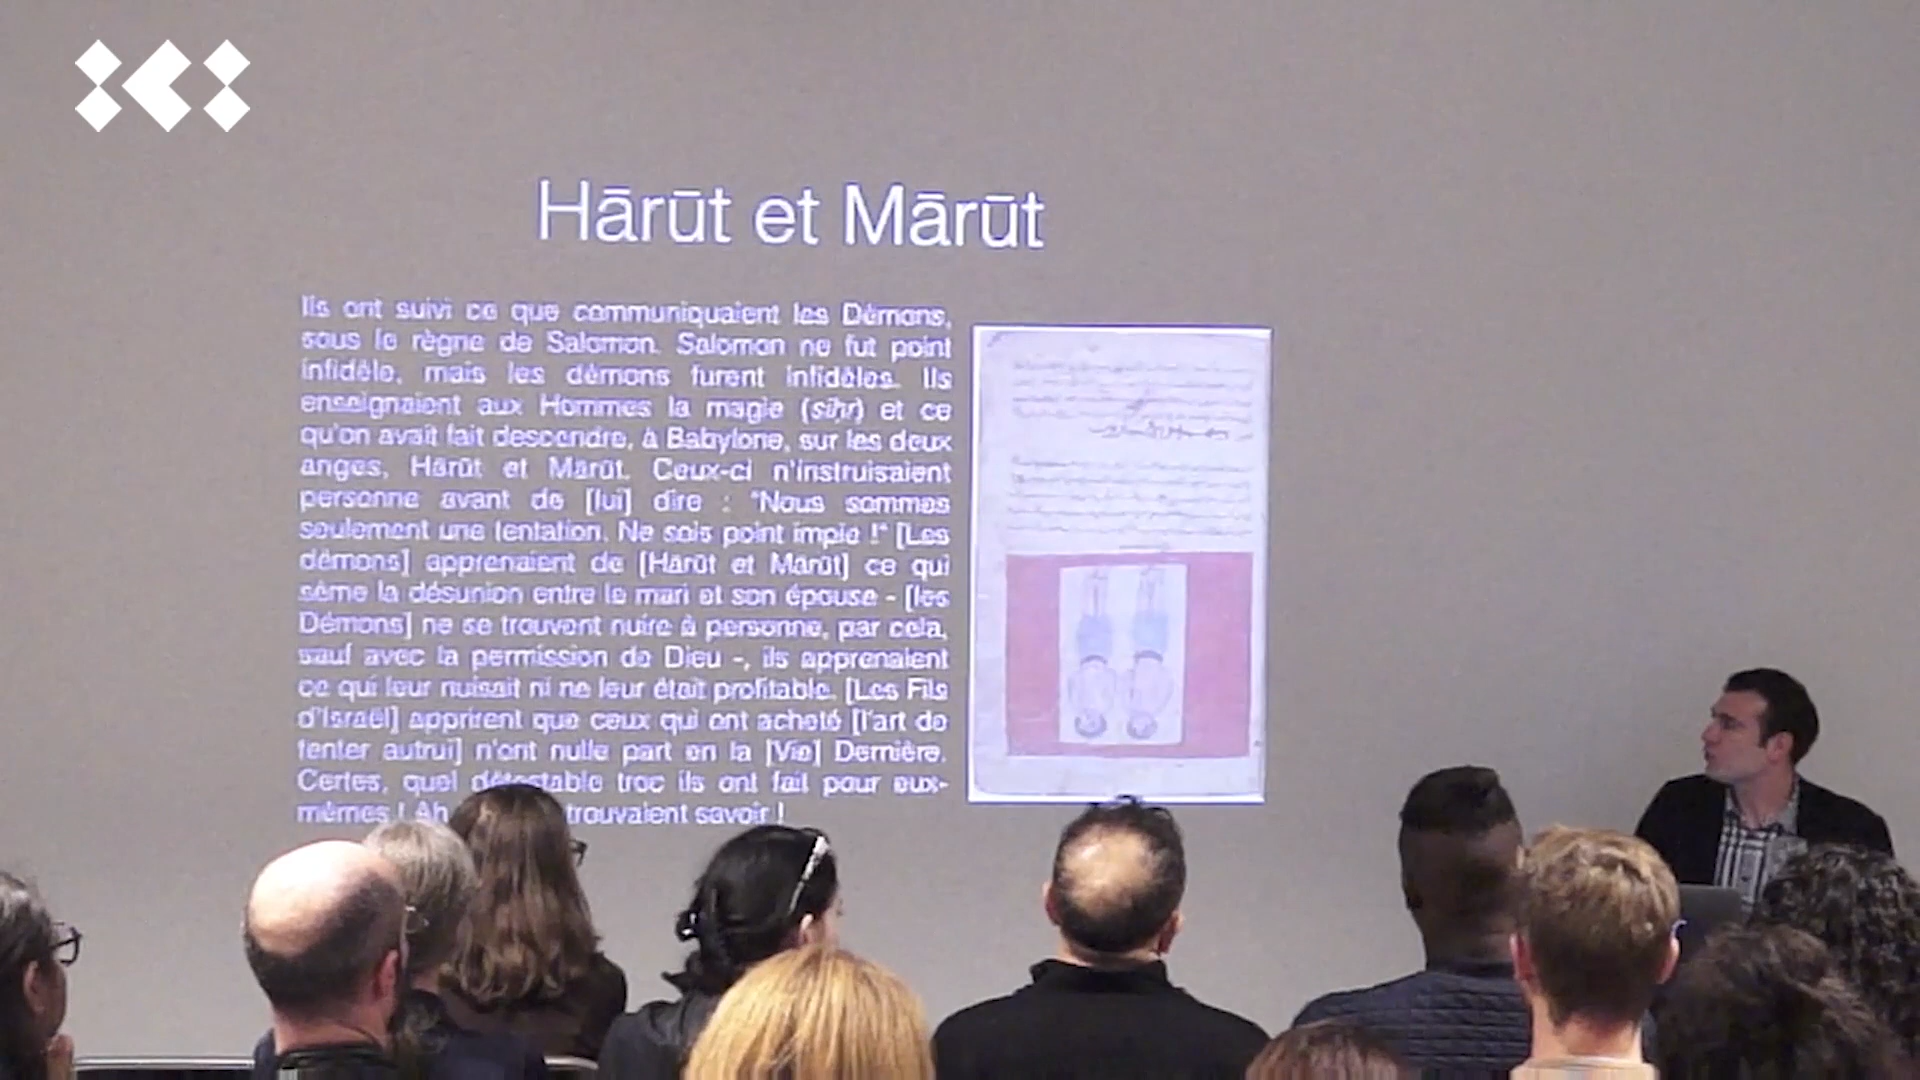 Hārūt et Mārūt
Ils ont suivi ce que communiquaient les Démons,
sous le règne de Salomon. Salomon ne fut point
infidèle, mais les démons furent infidèles. Ils
enseignaient aux Hommes la magie (sihr) et ce
qu'on avait fait descendre, à Babylone, sur les deux
anges, Hārūt et Mārūt. Ceux-ci n'instruisaient
personne avant de [lui] dire : "Nous sommes
seulement une tentation. Ne sois point impie !" [Les
démons] apprenaient de [Hārūt et Mārūt] ce qui
sème la désunion entre le mari et son épouse - [les
Démons] ne se trouvent nuire à personne, par cela,
sauf avec la permission de Dieu -, ils apprenaient
ce qui leur nuisait ni ne leur était profitable. [Les Fils
d'Israël] apprirent que ceux qui ont acheté [l'art de
tenter autrui] n'ont nulle part en la [Vie] Dernière.
Certes, quel détestable troc ils ont fait pour eux-
mêmes ! Ah trouvaient savoir !